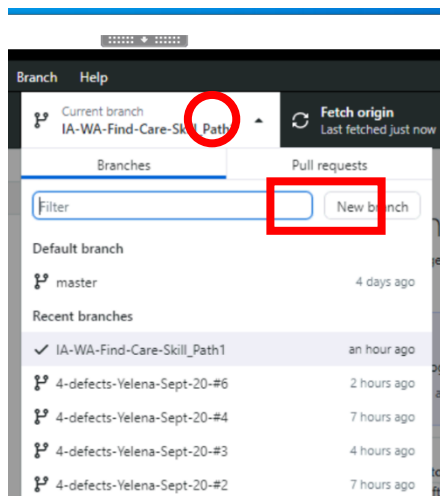 Branch Help
Current branch
IA-WA-Find-Care-Skill_Path
Fetch origin
Last fetched just now
Branches Pull requests
Filter New branch
Default branch
master 4 days ago
Recent branches
IA-WA-Find-Care-Skill_Path1 an hour ago
4-defects-Yelena-Sept-20-#6 2 hours ago
4-defects-Yelena-Sept-20-#4 7 hours ago
4-defects-Yelena-Sept-20-#3 4 hours ago
4-defects-Yelena-Sept-20-#2 7 hours ago